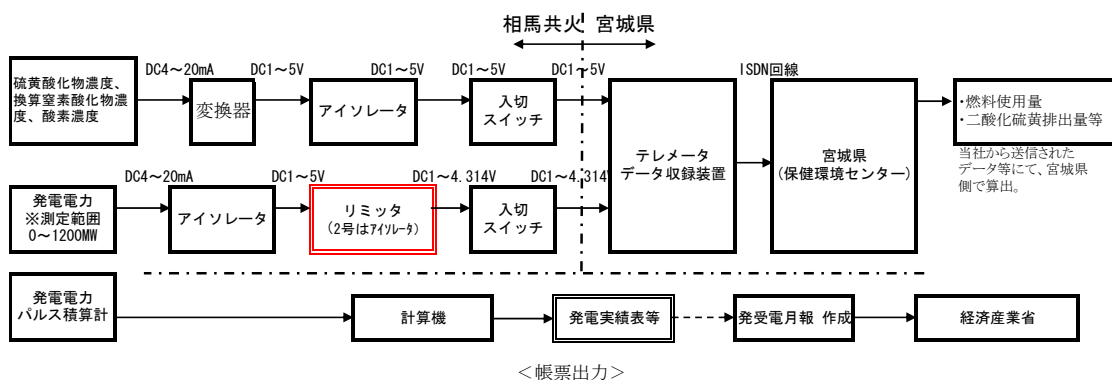 相馬共火 宮城県
DC4～20mA
DC1～5V
DC1～5V
DC1～5V
DC1～5V
ISDN回線
硫黄酸化物濃度、
換算窒素酸化物濃
度、酸素濃度
変換器
アイソレータ
入切
スイッチ
テレメータ
データ収録装置
宮城県
(保健環境センター)
・燃料使用量
・二酸化硫黄排出量等
当社から送信された
データ等にて、宮城県
側で算出。
DC4～20mA
DC1～5V
DC1～4.314V
DC1～4.314V
発電電力
※測定範囲
0～1200MW
アイソレータ
リミッタ
(2号はｱｲｿﾚｰﾀ)
入切
スイッチ
発電電力
パルス積算計
計算機
発電実績表等
発受電月報 作成
経済産業省
＜帳票出力＞